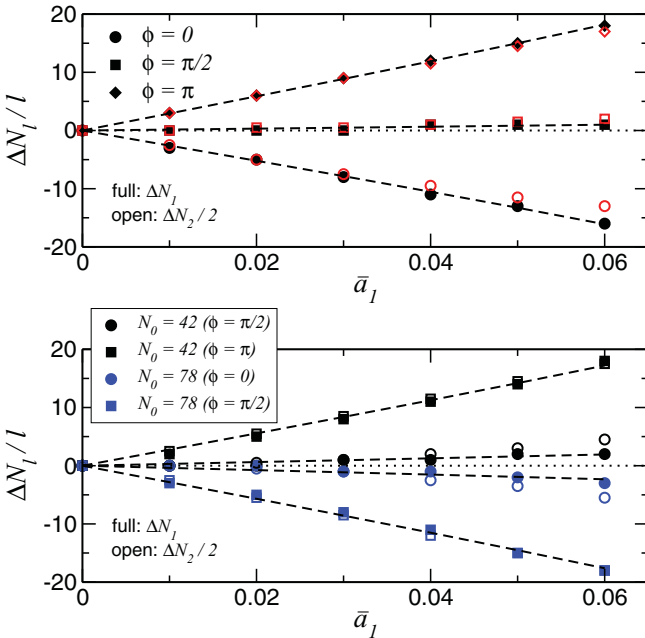 20
10
0
-10
-20
ΔN_l / l
ϕ = 0
ϕ = π/2
ϕ = π
full: ΔN_1
open: ΔN_2 / 2
0 0.02 0.04 0.06
ā_1
N_0 = 42 (ϕ = π/2)
N_0 = 42 (ϕ = π)
N_0 = 78 (ϕ = 0)
N_0 = 78 (ϕ = π/2)
20
10
0
-10
-20
ΔN_l / l
full: ΔN_1
open: ΔN_2 / 2
0 0.02 0.04 0.06
ā_1